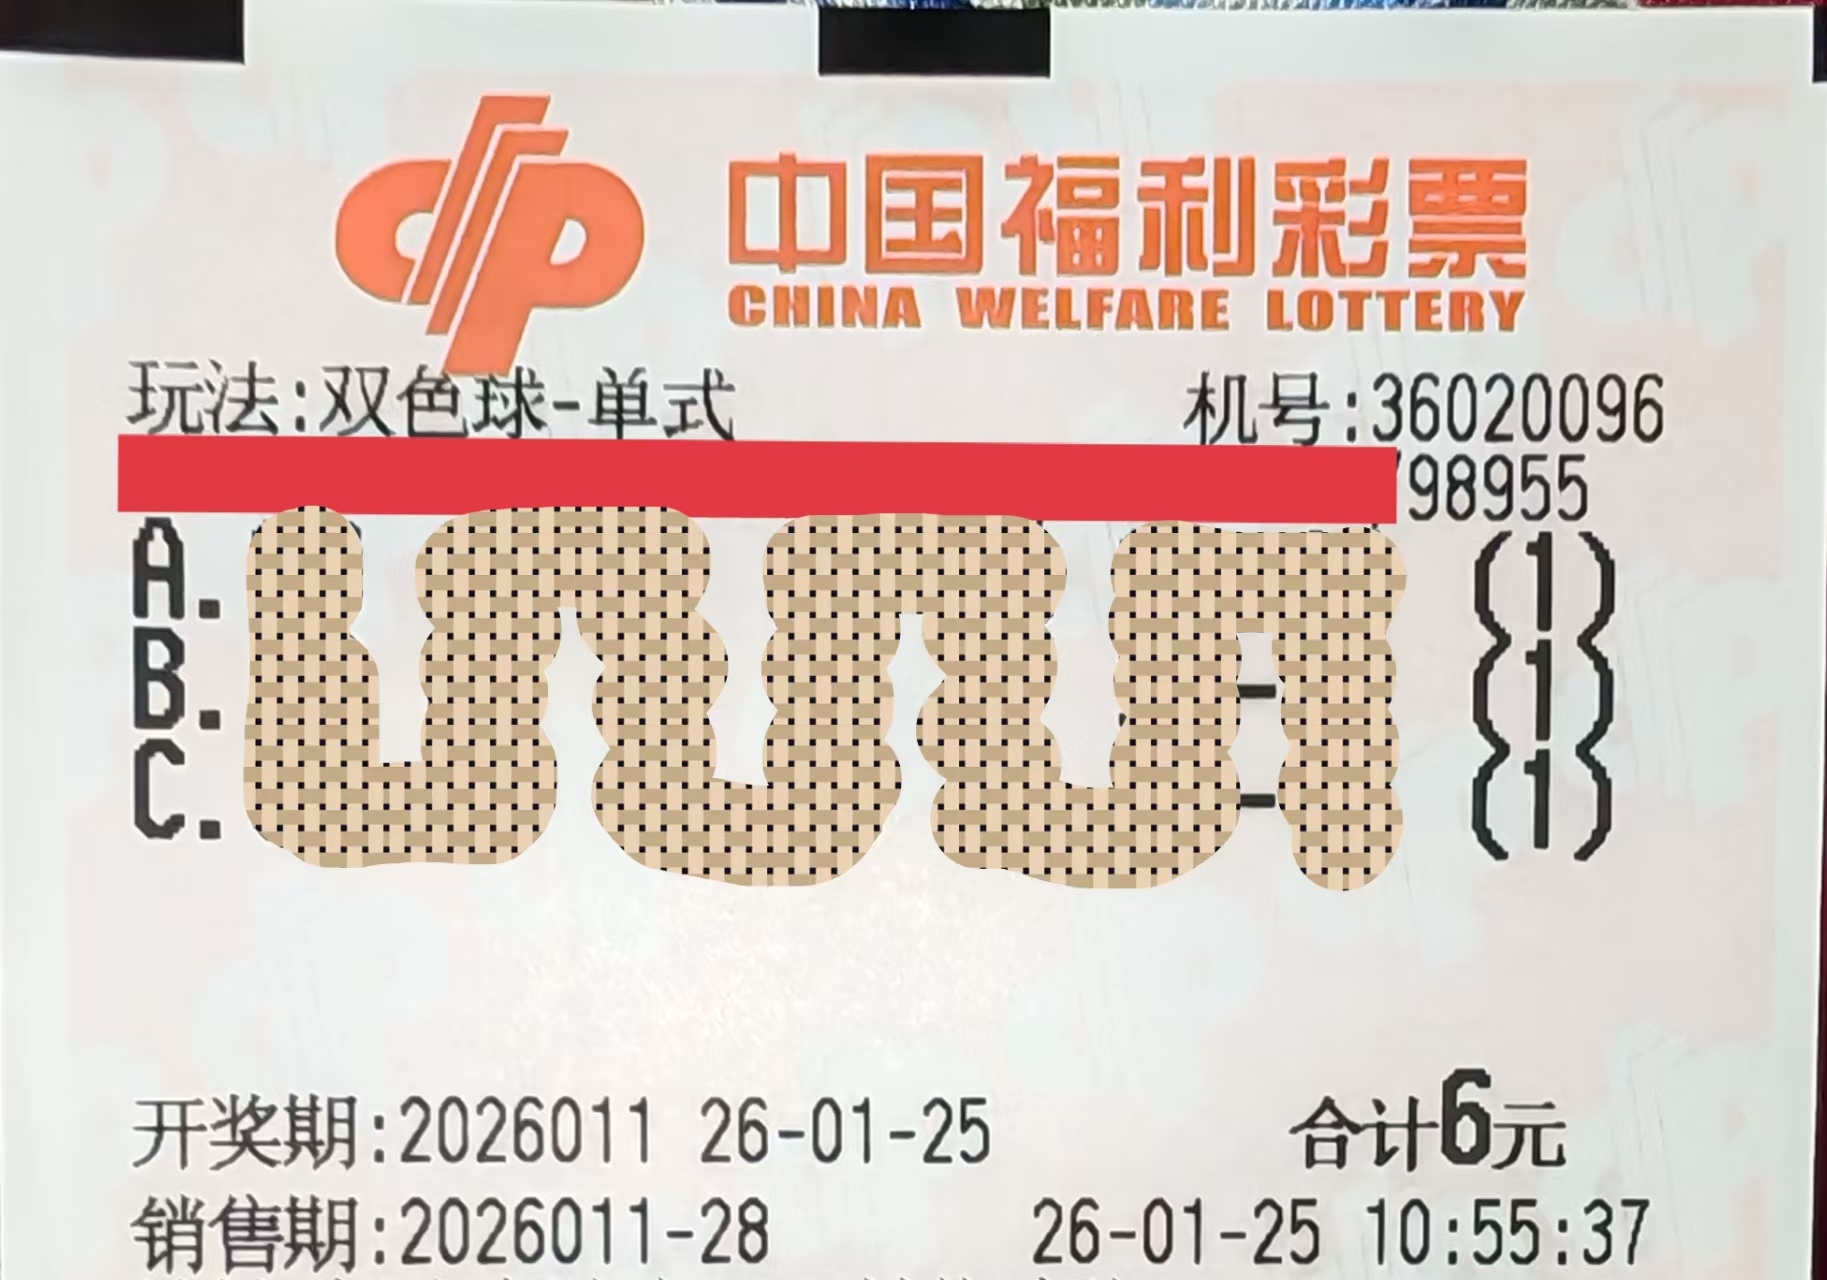 中国福利彩票
CHINA WELFARE LOTTERY
玩法:双色球-单式 机号:36020096
98955
A. (1)
B. - (1)
C. - (1)
开奖期:2026011 26-01-25 合计6元
销售期:2026011-28 26-01-25 10:55:37